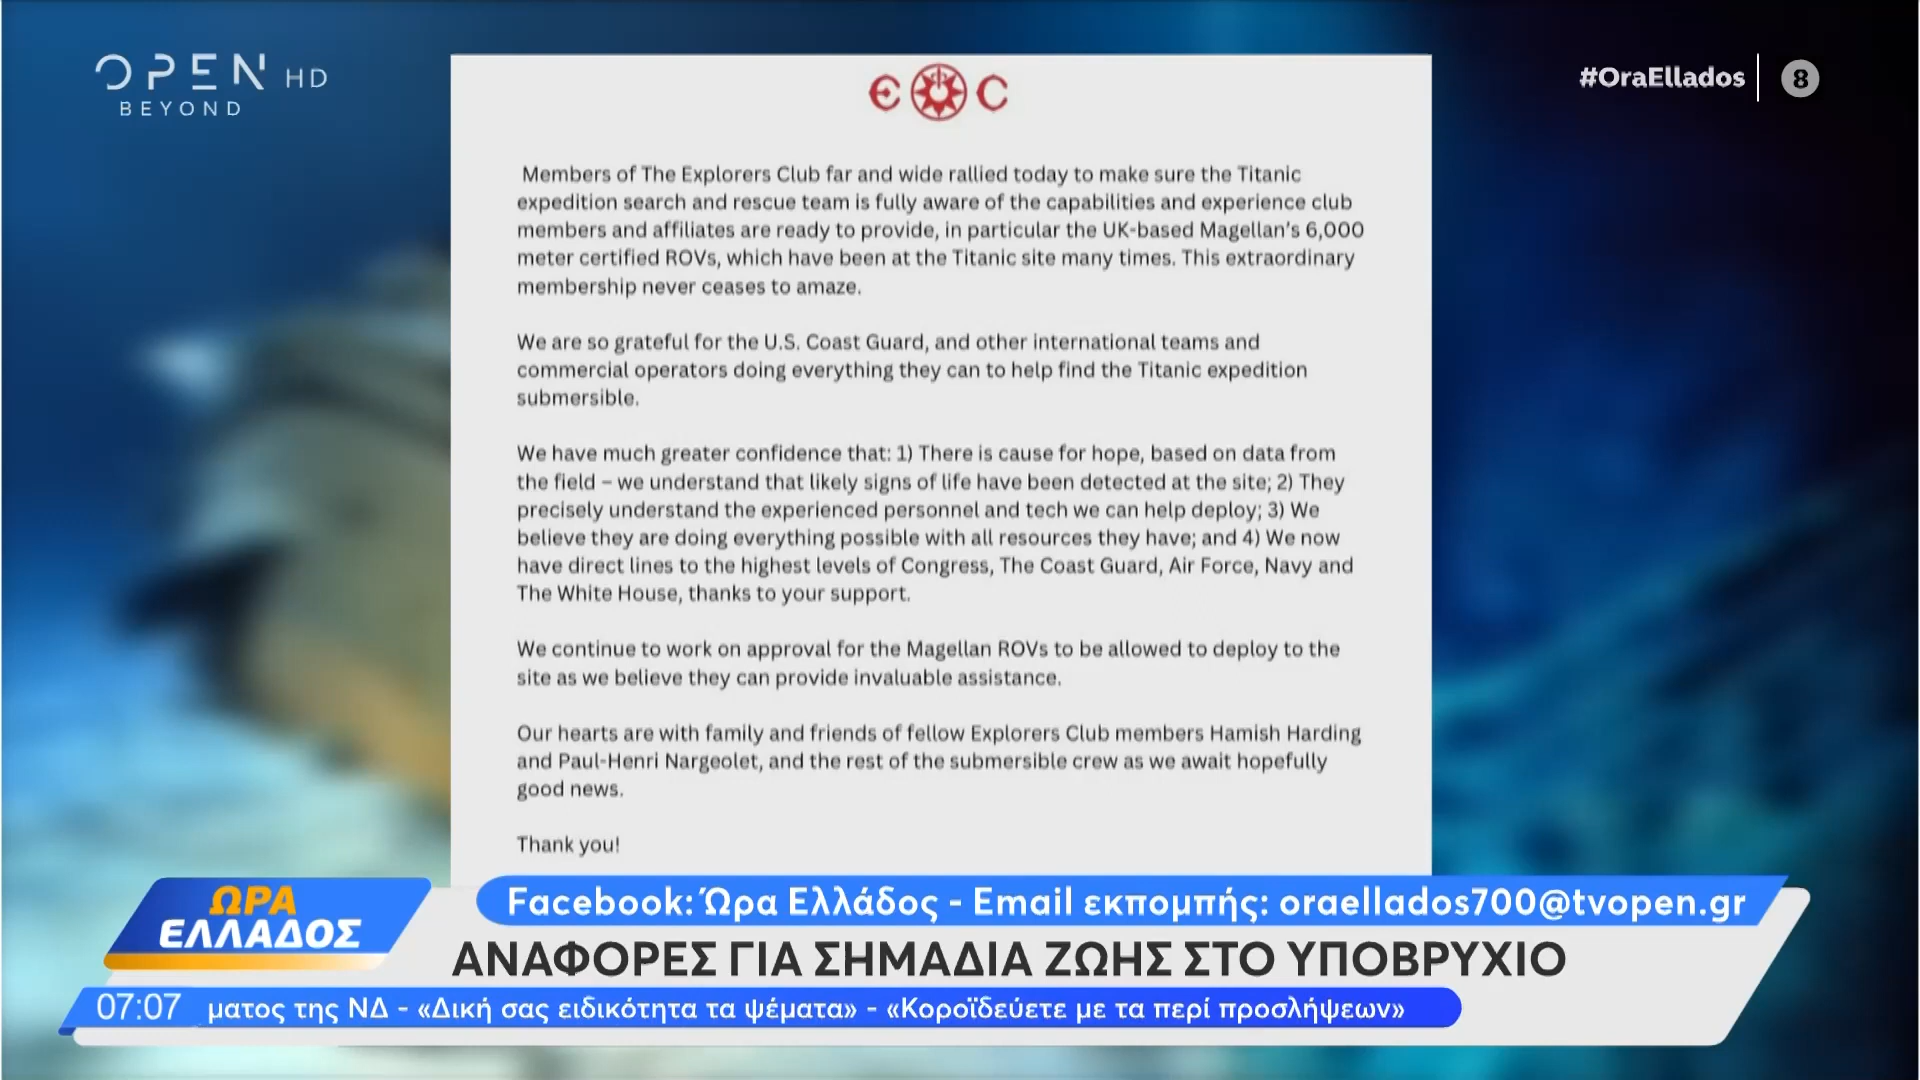 OPEN HD
BEYOND
#OraEllados
8
Є C
Members of The Explorers Club far and wide rallied today to make sure the Titanic
expedition search and rescue team is fully aware of the capabilities and experience club
members and affiliates are ready to provide, in particular the UK-based Magellan's 6,000
meter certified ROVs, which have been at the Titanic site many times. This extraordinary
membership never ceases to amaze.
We are so grateful for the U.S. Coast Guard, and other international teams and
commercial operators doing everything they can to help find the Titanic expedition
submersible.
We have much greater confidence that: 1) There is cause for hope, based on data from
the field – we understand that likely signs of life have been detected at the site; 2) They
precisely understand the experienced personnel and tech we can help deploy; 3) We
believe they are doing everything possible with all resources they have; and 4) We now
have direct lines to the highest levels of Congress, The Coast Guard, Air Force, Navy and
The White House, thanks to your support.
We continue to work on approval for the Magellan ROVs to be allowed to deploy to the
site as we believe they can provide invaluable assistance.
Our hearts are with family and friends of fellow Explorers Club members Hamish Harding
and Paul-Henri Nargeolet, and the rest of the submersible crew as we await hopefully
good news.
Thank you!
ΩΡΑ
ΕΛΛΑΔΟΣ
Facebook: Ώρα Ελλάδος - Email εκπομπής: oraellados700@tvopen.gr
ΑΝΑΦΟΡΕΣ ΓΙΑ ΣΗΜΑΔΙΑ ΖΩΗΣ ΣΤΟ ΥΠΟΒΡΥΧΙΟ
07:07 ματος της ΝΔ - «Δική σας ειδικότητα τα ψέματα» - «Κοροϊδεύετε με τα περί προσλήψεων»